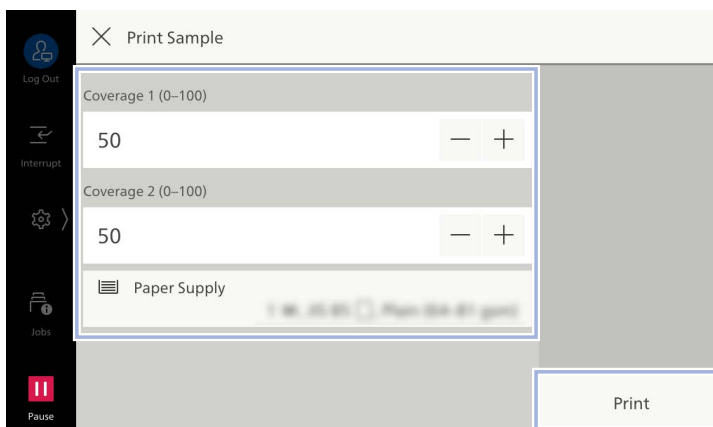 Print Sample
Log Out
Coverage 1 (0–100)
50
Interrupt
Coverage 2 (0–100)
50
Paper Supply
Jobs
Print
Pause